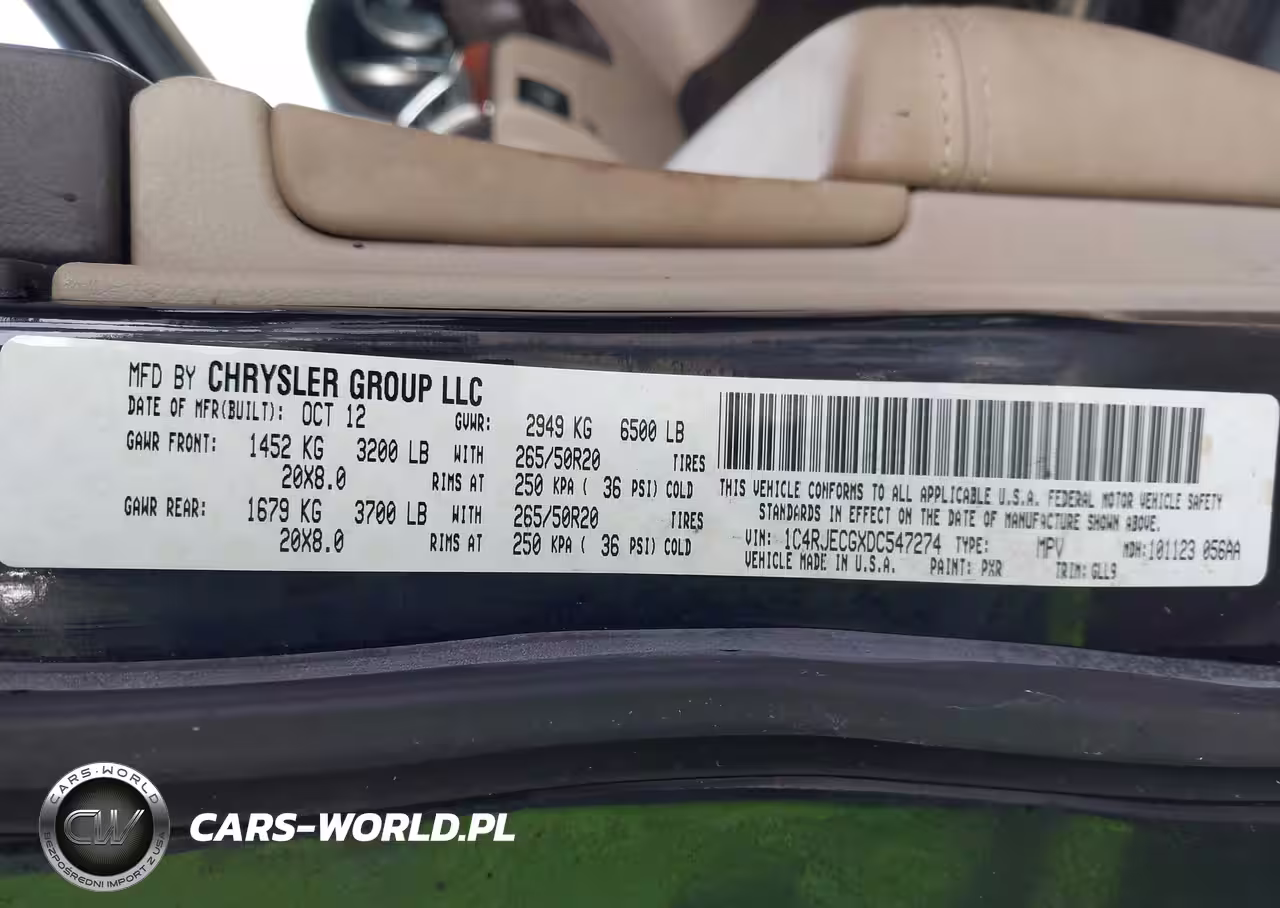 MFD BY CHRYSLER GROUP LLC
DATE OF MFR(BUILT): OCT 12 GVWR: 2949 KG 6500 LB
GAWR FRONT: 1452 KG 3200 LB WITH 265/50R20 TIRES
20X8.0 RIMS AT 250 KPA ( 36 PSI) COLD
GAWR REAR: 1679 KG 3700 LB WITH 265/50R20 TIRES
20X8.0 RIMS AT 250 KPA ( 36 PSI) COLD
THIS VEHICLE CONFORMS TO ALL APPLICABLE U.S.A. FEDERAL MOTOR VEHICLE SAFETY
STANDARDS IN EFFECT ON THE DATE OF MANUFACTURE SHOWN ABOVE.
VIN: 1C4RJECGXDC547274 TYPE: MPV MDH:101123 056AA
VEHICLE MADE IN U.S.A. PAINT: PXR TRIM: GLL9
CARS-WORLD
CW
BEZPOŚREDNI IMPORT Z USA
CARS-WORLD.PL